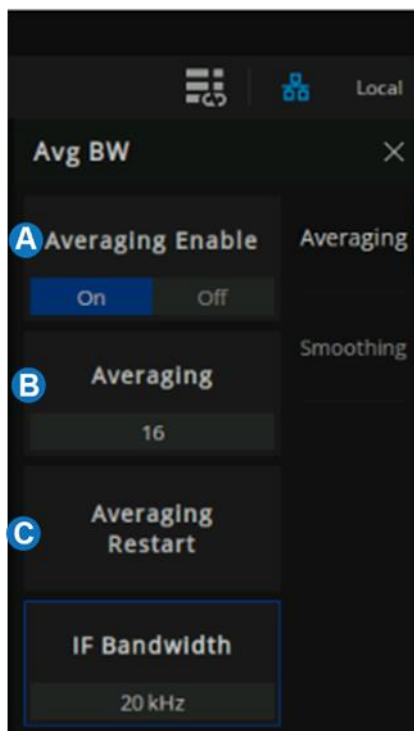 Local
Avg BW
A Averaging Enable
Averaging
On Off
Smoothing
B Averaging
16
C Averaging
Restart
IF Bandwidth
20 kHz